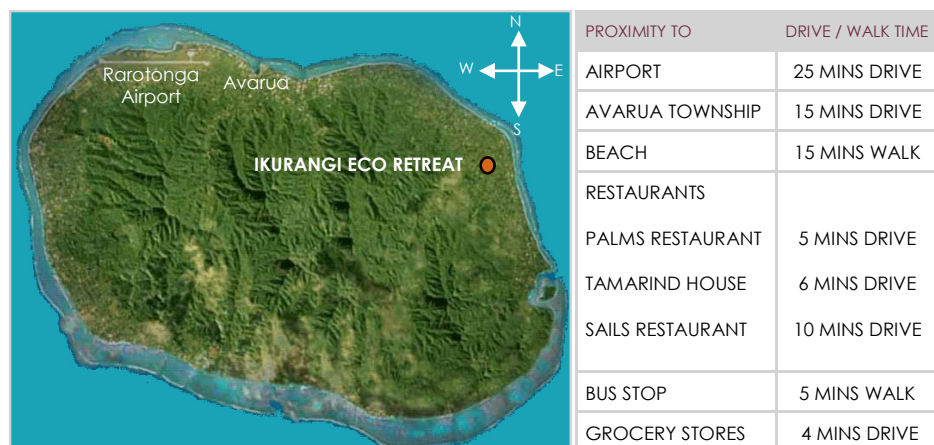 N
W E
S
Rarotonga
Airport
Avarua
IKURANGI ECO RETREAT
PROXIMITY TO DRIVE / WALK TIME
AIRPORT 25 MINS DRIVE
AVARUA TOWNSHIP 15 MINS DRIVE
BEACH 15 MINS WALK
RESTAURANTS
PALMS RESTAURANT 5 MINS DRIVE
TAMARIND HOUSE 6 MINS DRIVE
SAILS RESTAURANT 10 MINS DRIVE
BUS STOP 5 MINS WALK
GROCERY STORES 4 MINS DRIVE